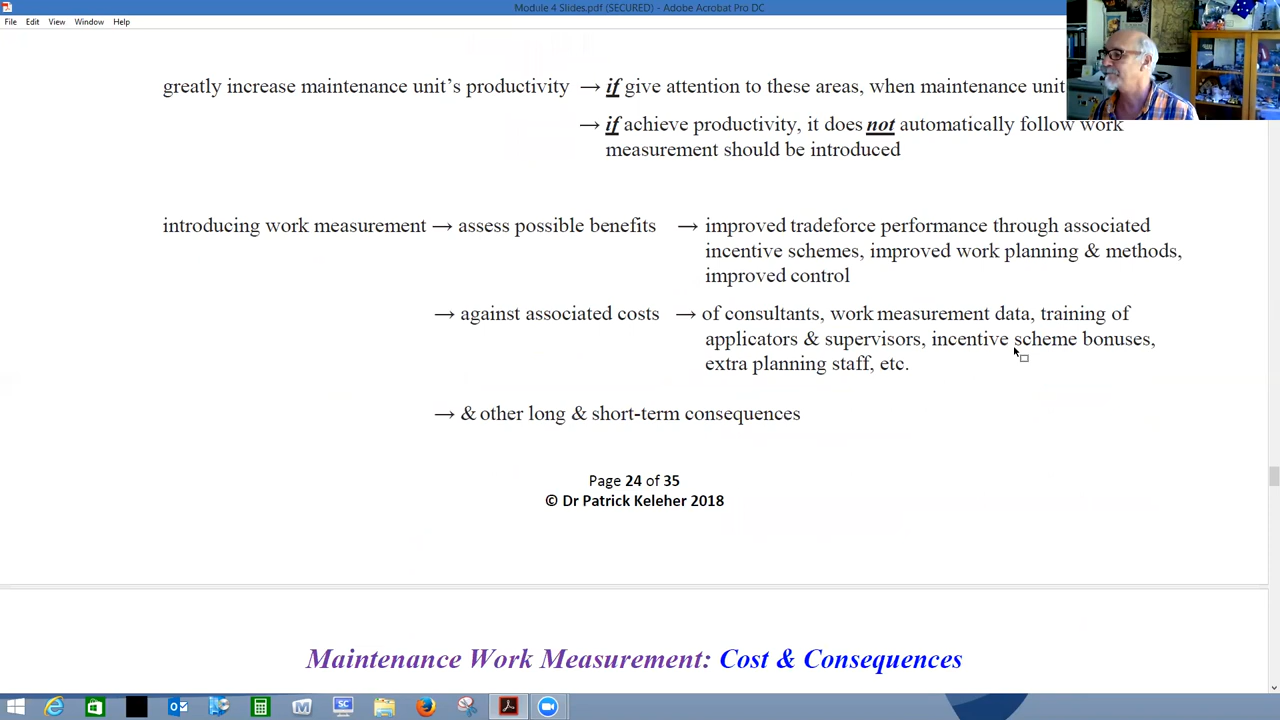 Module 4 Slides.pdf (SECURED) - Adobe Acrobat Pro DC
File Edit View Window Help
greatly increase maintenance unit's productivity → if give attention to these areas, when maintenance unit
→ if achieve productivity, it does not automatically follow work
measurement should be introduced
introducing work measurement → assess possible benefits → improved tradeforce performance through associated
incentive schemes, improved work planning & methods,
improved control
→ against associated costs → of consultants, work measurement data, training of
applicators & supervisors, incentive scheme bonuses,
extra planning staff, etc.
→ & other long & short-term consequences
Page 24 of 35
© Dr Patrick Keleher 2018
Maintenance Work Measurement: Cost & Consequences